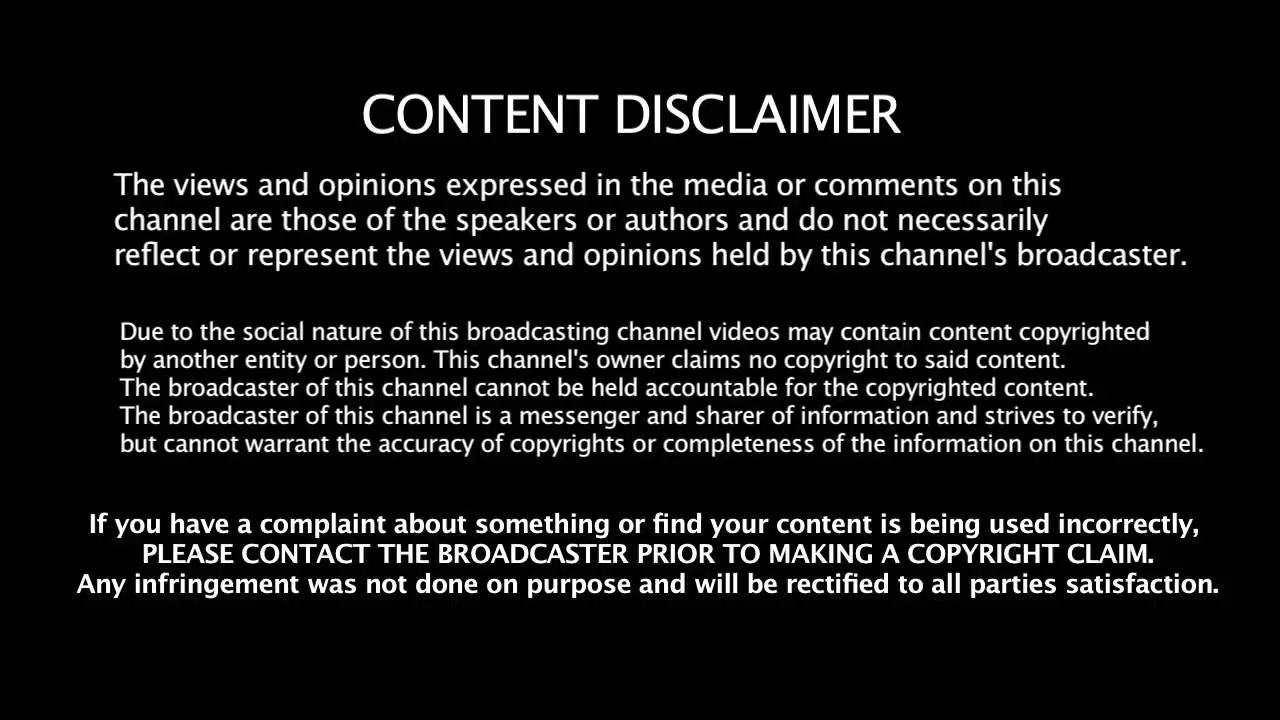 CONTENT DISCLAIMER
The views and opinions expressed in the media or comments on this
channel are those of the speakers or authors and do not necessarily
reflect or represent the views and opinions held by this channel's broadcaster.
Due to the social nature of this broadcasting channel videos may contain content copyrighted
by another entity or person. This channel's owner claims no copyright to said content.
The broadcaster of this channel cannot be held accountable for the copyrighted content.
The broadcaster of this channel is a messenger and sharer of information and strives to verify,
but cannot warrant the accuracy of copyrights or completeness of the information on this channel.
If you have a complaint about something or find your content is being used incorrectly,
PLEASE CONTACT THE BROADCASTER PRIOR TO MAKING A COPYRIGHT CLAIM.
Any infringement was not done on purpose and will be rectified to all parties satisfaction.